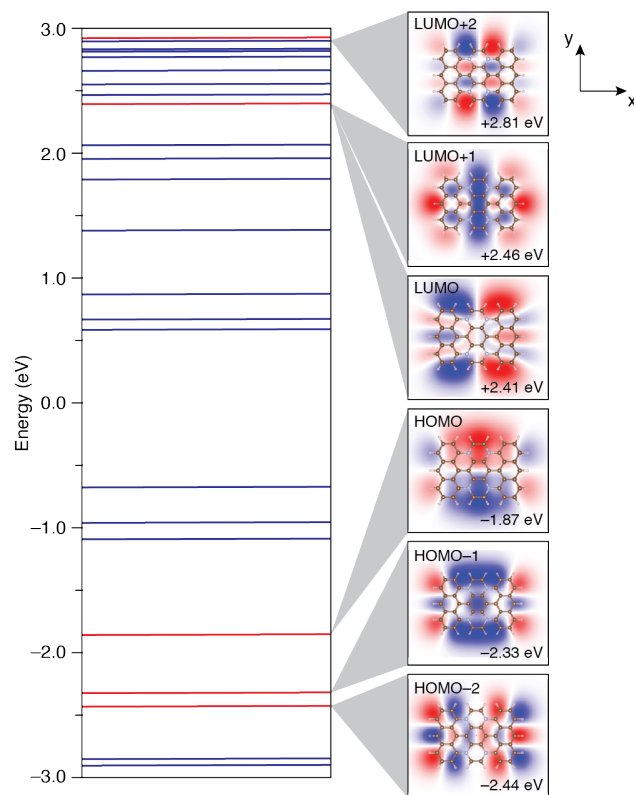 Energy (eV)
3.0
2.0
1.0
0.0
−1.0
−2.0
−3.0
LUMO+2
+2.81 eV
LUMO+1
+2.46 eV
LUMO
+2.41 eV
HOMO
−1.87 eV
HOMO−1
−2.33 eV
HOMO−2
−2.44 eV
y
x